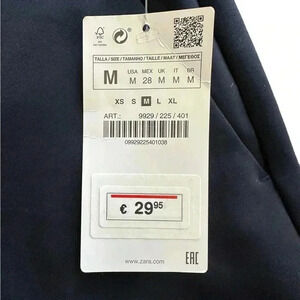 FSC
TALLA / SIZE / TAMANHO / TAILLE / MAAT / ΜΕΓΕΘΟΣ
M
USA MEX UK IT BR
M 28 M M M
XS S M L XL
ART.: 9929 / 225 / 401
09929225401038
€ 29 95
www.zara.com
EAC